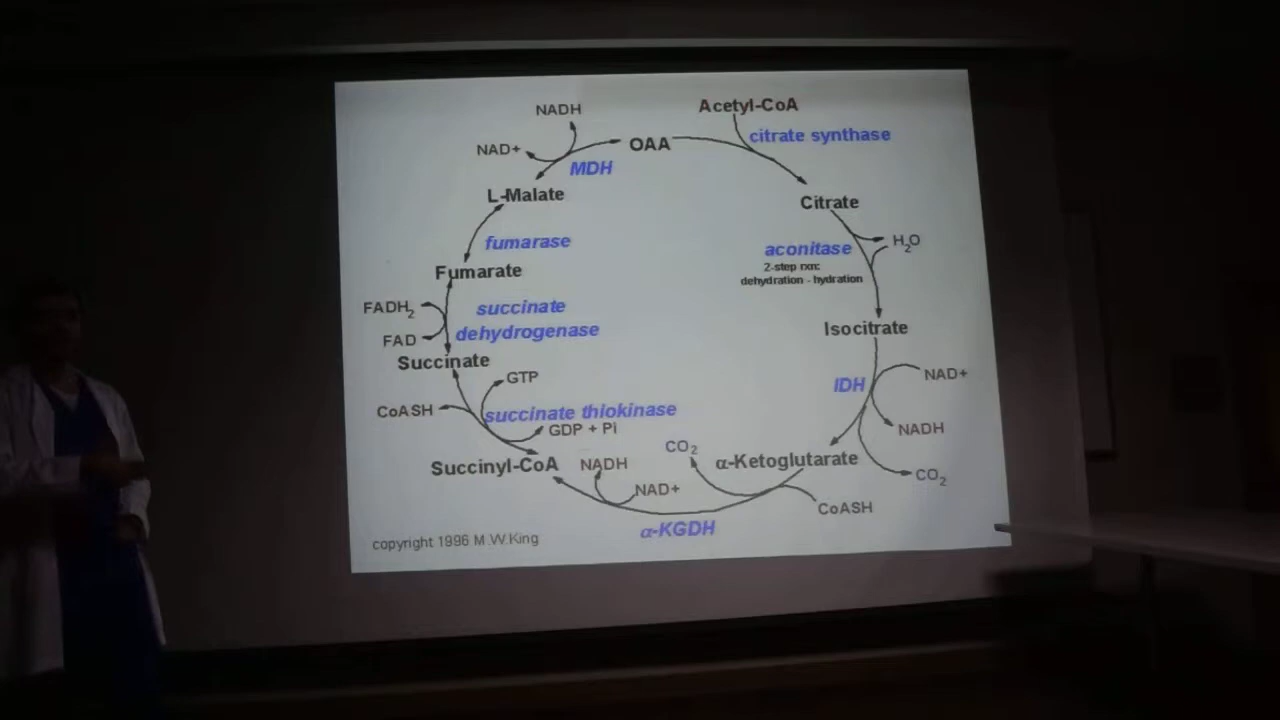 NADH
Acetyl-CoA
NAD+
OAA
citrate synthase
MDH
L-Malate
Citrate
fumarase
aconitase
H₂O
2-step rxn:
dehydration - hydration
Fumarate
FADH₂
succinate
dehydrogenase
FAD
Isocitrate
Succinate
GTP
IDH
NAD+
CoASH
succinate thiokinase
GDP + Pi
NADH
CO₂
Succinyl-CoA
NADH
α-Ketoglutarate
NAD+
CO₂
CoASH
α-KGDH
copyright 1996 M.W.King